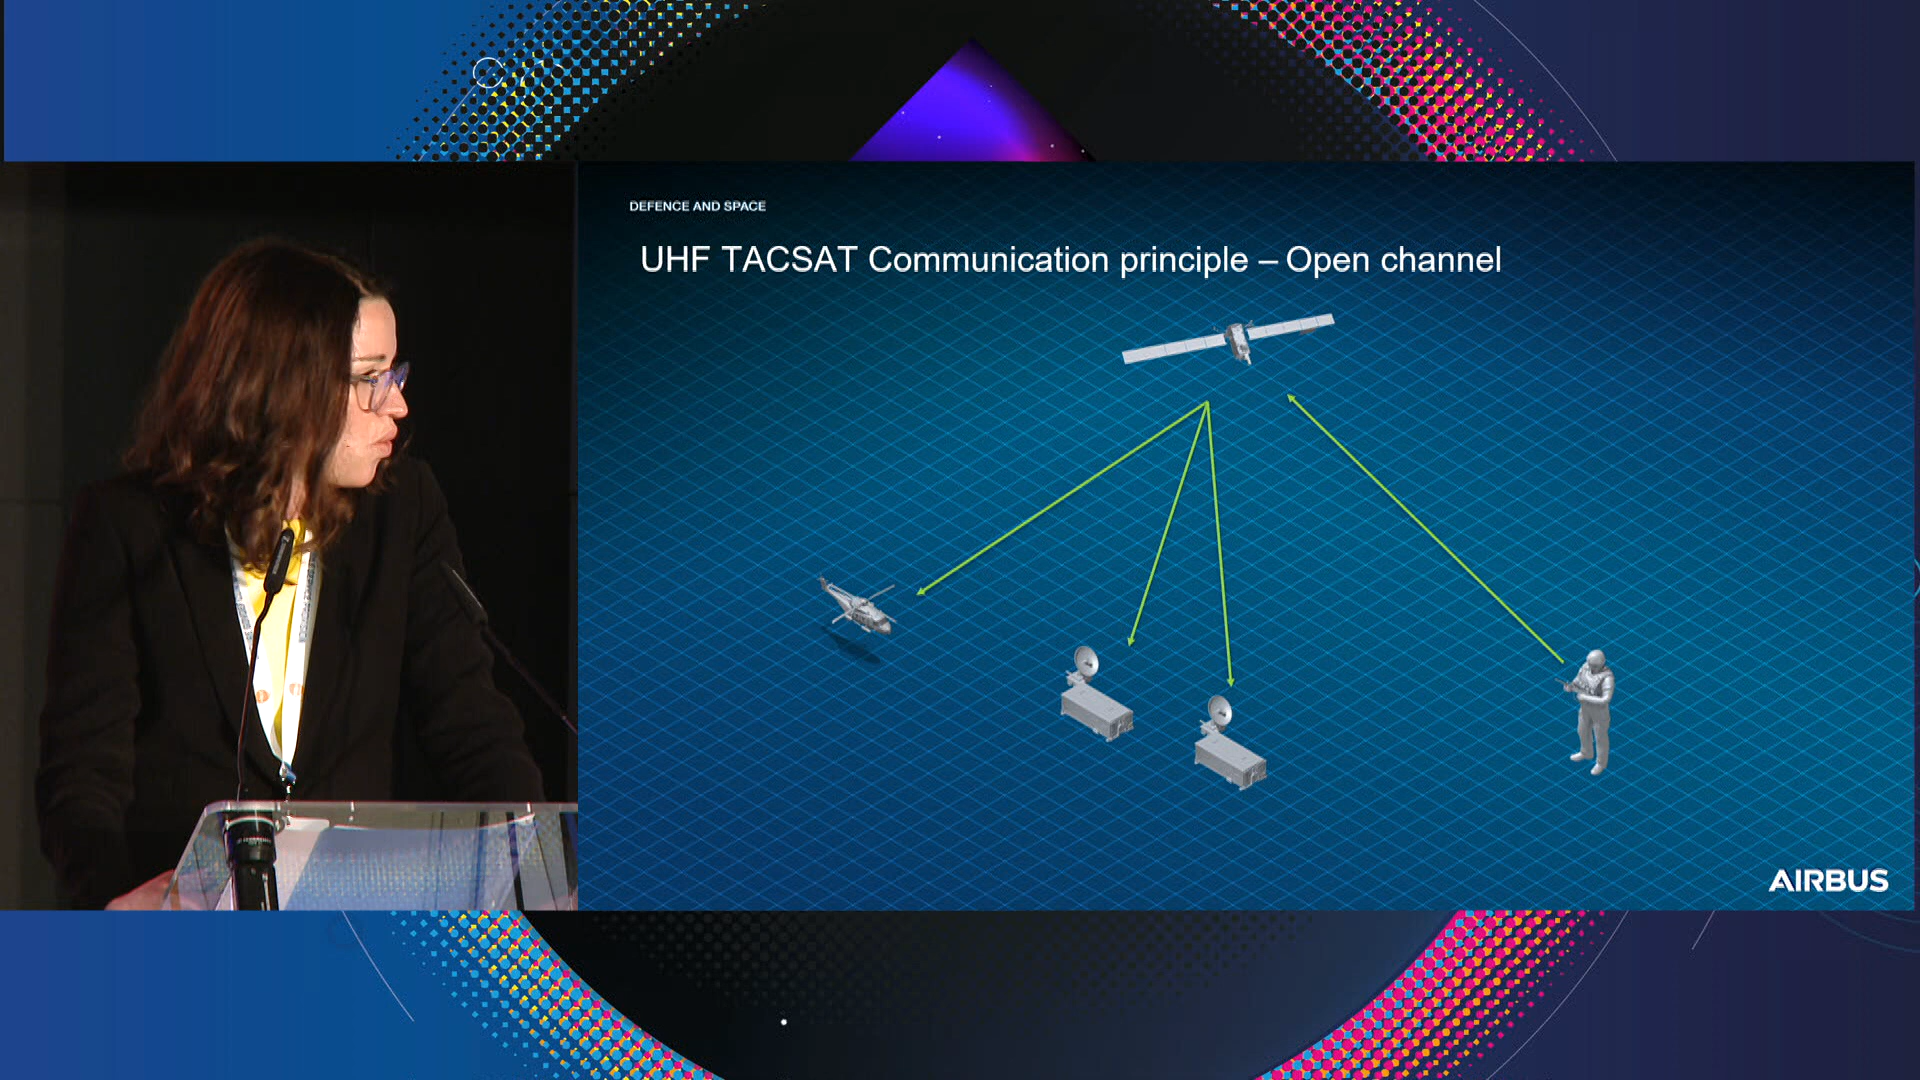 DEFENCE AND SPACE
UHF TACSAT Communication principle – Open channel
AIRBUS